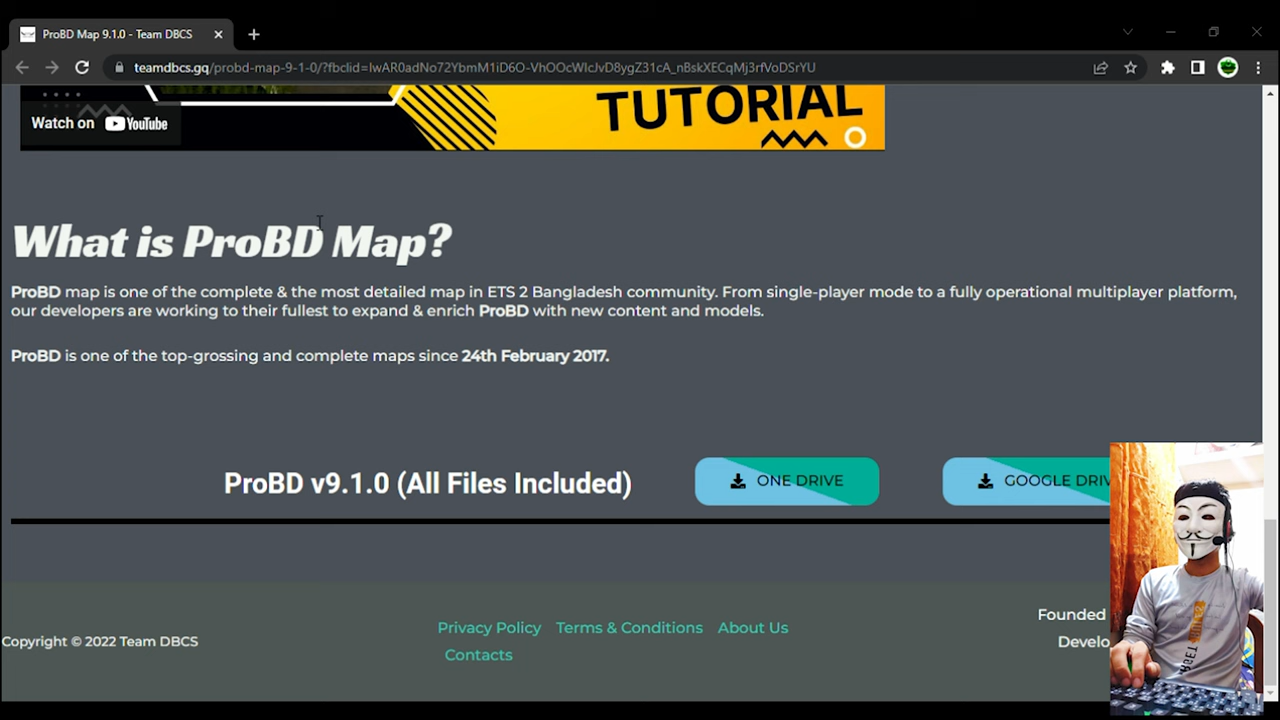 ProBD Map 9.1.0 - Team DBCS
teamdbcs.gq/probd-map-9-1-0/?fbclid=IwAR0adNo72YbmM1iD6O-VhOOcWIcJvD8ygZ31cA_nBskXECqMj3rfVoDSrYU
TUTORIAL
Watch on YouTube
What is ProBD Map?
ProBD map is one of the complete & the most detailed map in ETS 2 Bangladesh community. From single-player mode to a fully operational multiplayer platform,
our developers are working to their fullest to expand & enrich ProBD with new content and models.
ProBD is one of the top-grossing and complete maps since 24th February 2017.
ProBD v9.1.0 (All Files Included)
ONE DRIVE
GOOGLE DRIV
Founded
Privacy Policy Terms & Conditions About Us
Copyright © 2022 Team DBCS
Develo
Contacts